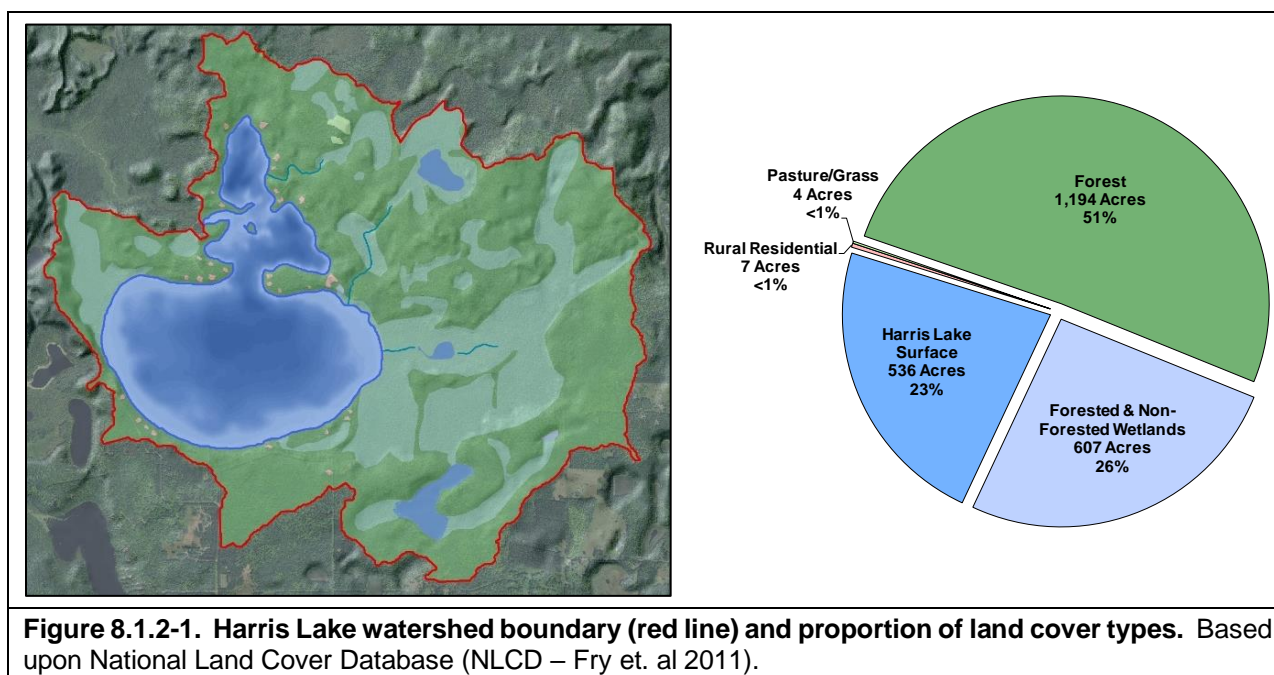 Pasture/Grass
4 Acres
<1%
Rural Residential
7 Acres
<1%
Forest
1,194 Acres
51%
Harris Lake
Surface
536 Acres
23%
Forested & Non-
Forested Wetlands
607 Acres
26%
Figure 8.1.2-1. Harris Lake watershed boundary (red line) and proportion of land cover types. Based
upon National Land Cover Database (NLCD – Fry et. al 2011).